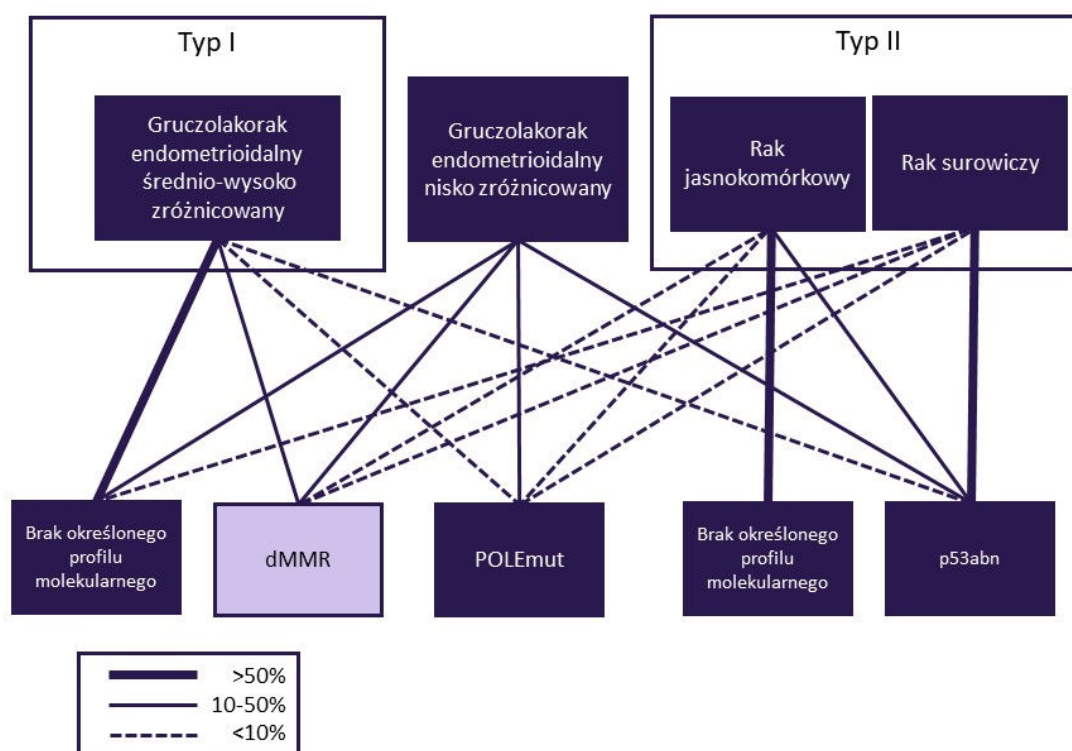 Typ I
Gruczolakorak
endometrioidalny
średnio-wysoko
zróżnicowany
Gruczolakorak
endometrioidalny
nisko zróżnicowany
Typ II
Rak
jasnokomórkowy
Rak surowiczy
Brak określonego
profilu
molekularnego
dMMR
POLEmut
Brak określonego
profilu
molekularnego
p53abn
>50%
10-50%
<10%